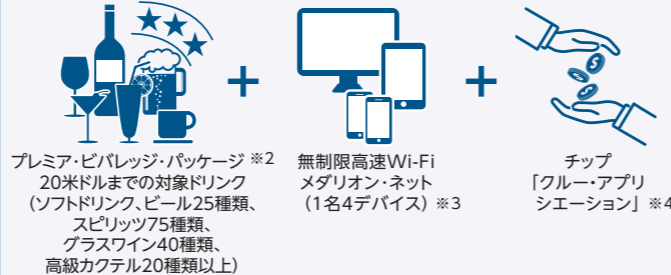 プレミア・ビバレッジ・パッケージ ※2
20米ドルまでの対象ドリンク
(ソフトドリンク、ビール25種類、
スピリッツ75種類、
グラスワイン40種類、
高級カクテル20種類以上)
無制限高速Wi-Fi
メダリオン・ネット
(1名4デバイス) ※3
チップ
「クルー・アプリ
シエーション」 ※4